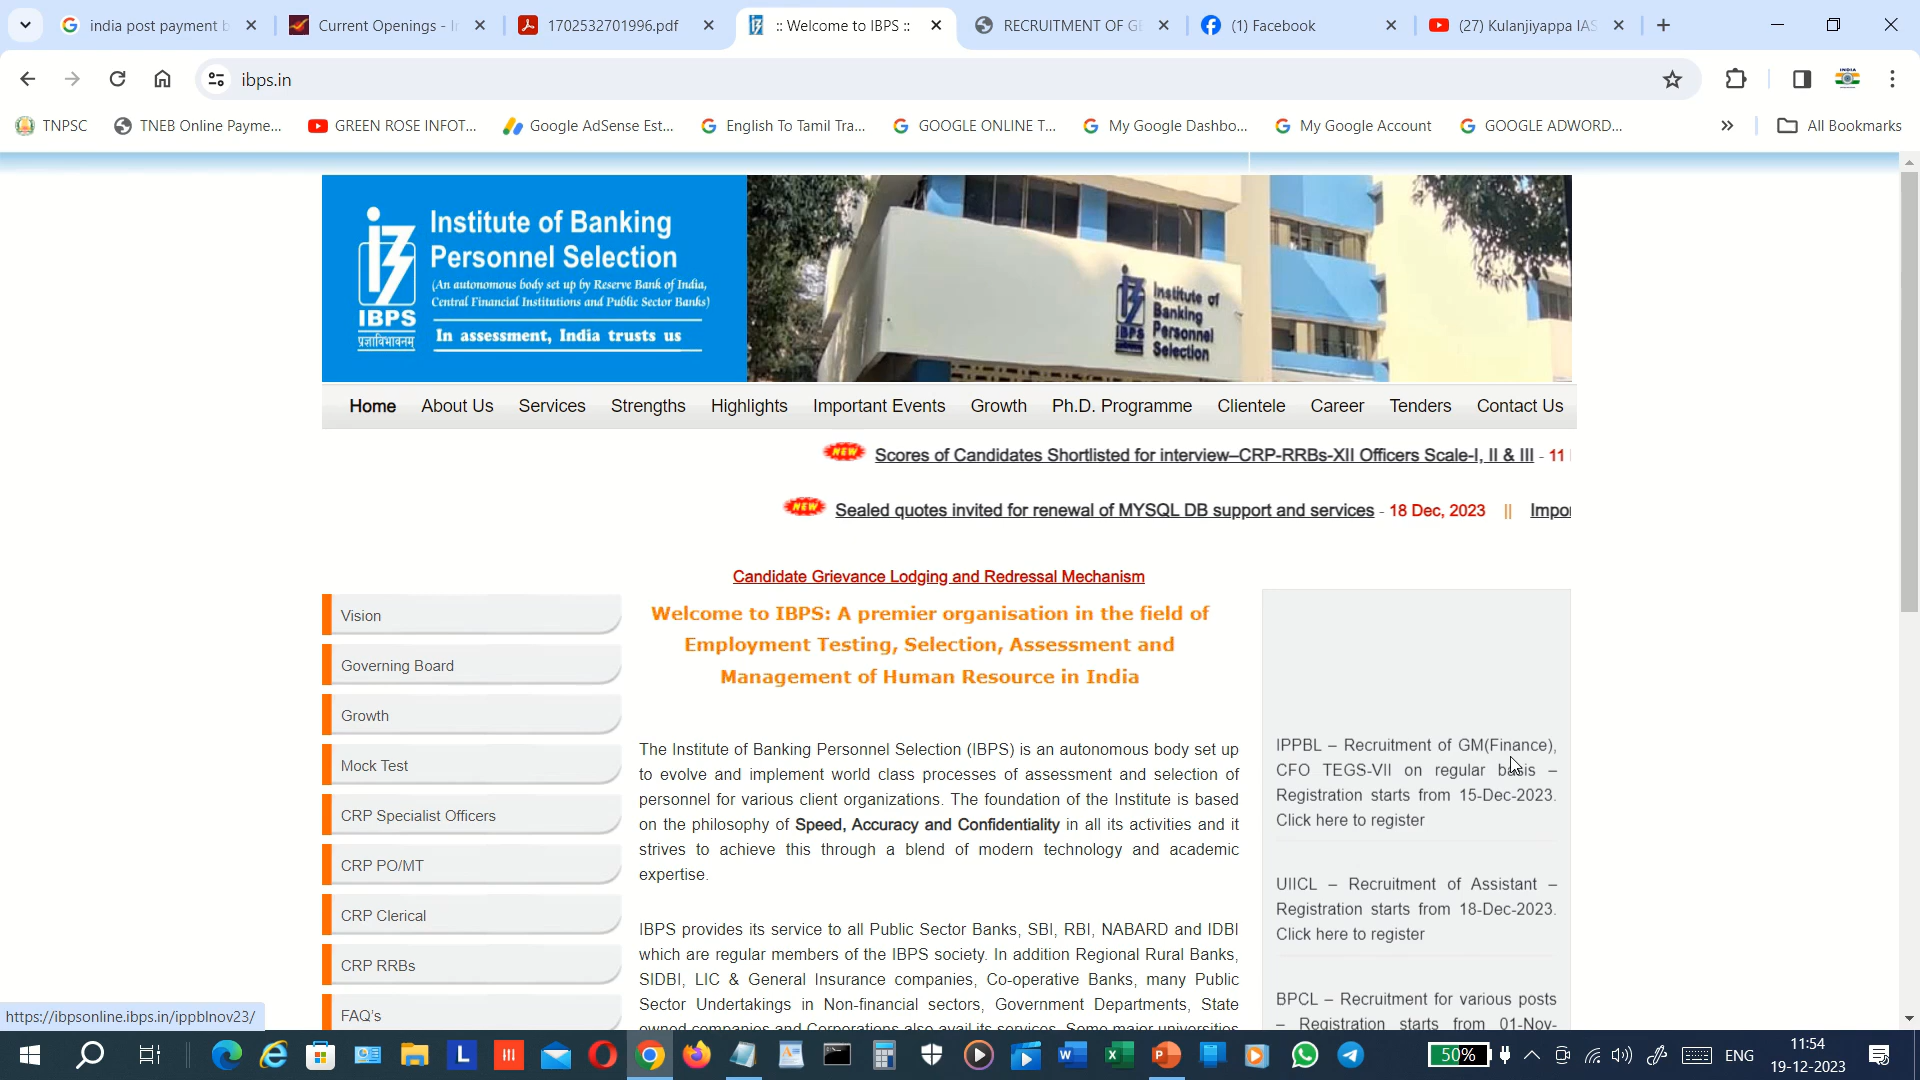 india post payment b
Current Openings - In
1702532701996.pdf
:: Welcome to IBPS ::
RECRUITMENT OF GE
(1) Facebook
(27) Kulanjiyappa IAS
ibps.in
TNPSC
TNEB Online Payme...
GREEN ROSE INFOT...
Google AdSense Est...
English To Tamil Tra...
GOOGLE ONLINE T...
My Google Dashbo...
My Google Account
GOOGLE ADWORD...
All Bookmarks
IBPS
प्रज्ञाविभावनम्
Institute of Banking
Personnel Selection
(An autonomous body set up by Reserve Bank of India,
Central Financial Institutions and Public Sector Banks)
In assessment, India trusts us
IBPS
Institute of
Banking
Personnel
Selection
Home About Us Services Strengths Highlights Important Events Growth Ph.D. Programme Clientele Career Tenders Contact Us
NEW Scores of Candidates Shortlisted for interview–CRP-RRBs-XII Officers Scale-I, II & III - 11
NEW Sealed quotes invited for renewal of MYSQL DB support and services - 18 Dec, 2023 || Impor
Candidate Grievance Lodging and Redressal Mechanism
Vision
Governing Board
Growth
Mock Test
CRP Specialist Officers
CRP PO/MT
CRP Clerical
CRP RRBs
FAQ's
Welcome to IBPS: A premier organisation in the field of
Employment Testing, Selection, Assessment and
Management of Human Resource in India
The Institute of Banking Personnel Selection (IBPS) is an autonomous body set up
to evolve and implement world class processes of assessment and selection of
personnel for various client organizations. The foundation of the Institute is based
on the philosophy of Speed, Accuracy and Confidentiality in all its activities and it
strives to achieve this through a blend of modern technology and academic
expertise.
IBPS provides its service to all Public Sector Banks, SBI, RBI, NABARD and IDBI
which are regular members of the IBPS society. In addition Regional Rural Banks,
SIDBI, LIC & General Insurance companies, Co-operative Banks, many Public
Sector Undertakings in Non-financial sectors, Government Departments, State
owned companies and Corporations also avail its services. Some major universities
IPPBL – Recruitment of GM(Finance),
CFO TEGS-VII on regular basis –
Registration starts from 15-Dec-2023.
Click here to register
UIICL – Recruitment of Assistant –
Registration starts from 18-Dec-2023.
Click here to register
BPCL – Recruitment for various posts
– Registration starts from 01-Nov-
https://ibpsonline.ibps.in/ippblnov23/
50%
ENG
11:54
19-12-2023